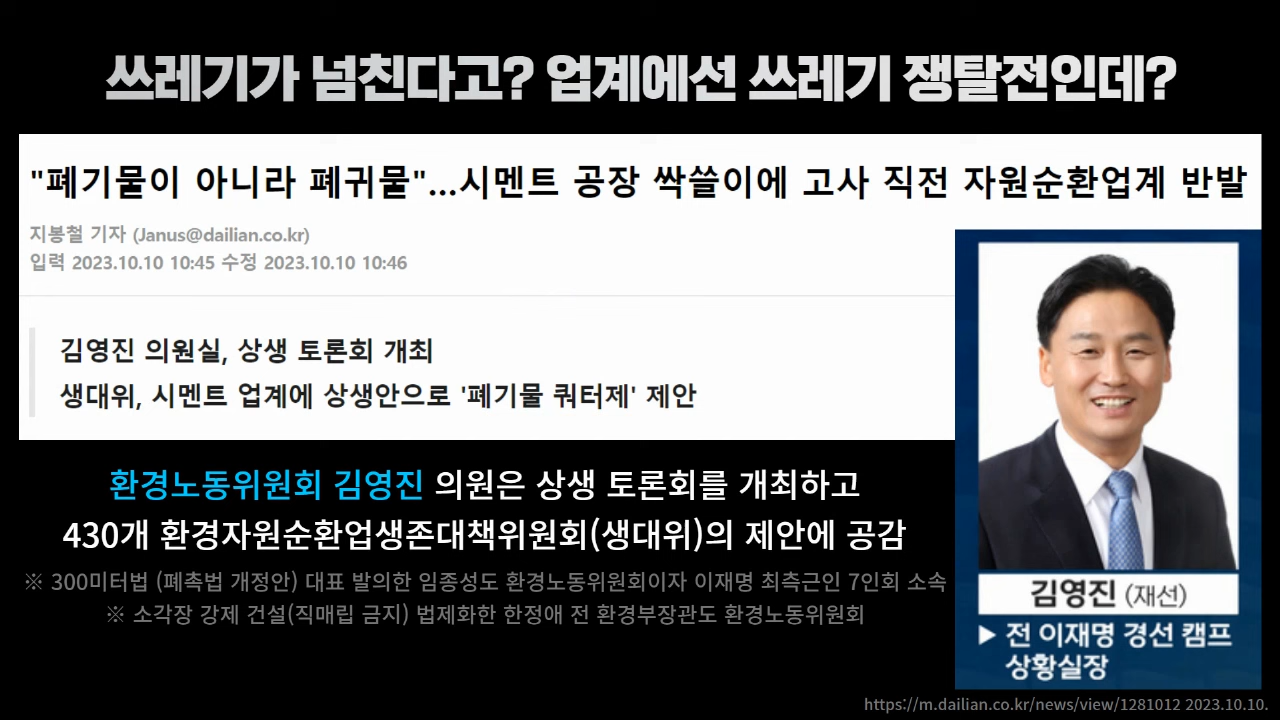 쓰레기가 넘친다고? 업계에선 쓰레기 쟁탈전인데?
"폐기물이 아니라 폐귀물"...시멘트 공장 싹쓸이에 고사 직전 자원순환업계 반발
지봉철 기자 (Janus@dailian.co.kr)
입력 2023.10.10 10:45 수정 2023.10.10 10:46
김영진 의원실, 상생 토론회 개최
생대위, 시멘트 업계에 상생안으로 '폐기물 쿼터제' 제안
환경노동위원회 김영진 의원은 상생 토론회를 개최하고
430개 환경자원순환업생존대책위원회(생대위)의 제안에 공감
※ 300미터법 (폐촉법 개정안) 대표 발의한 임종성도 환경노동위원회이자 이재명 최측근인 7인회 소속
※ 소각장 강제 건설(직매립 금지) 법제화한 한정애 전 환경부장관도 환경노동위원회
김영진 (재선)
▶ 전 이재명 경선 캠프
상황실장
https://m.dailian.co.kr/news/view/1281012 2023.10.10.